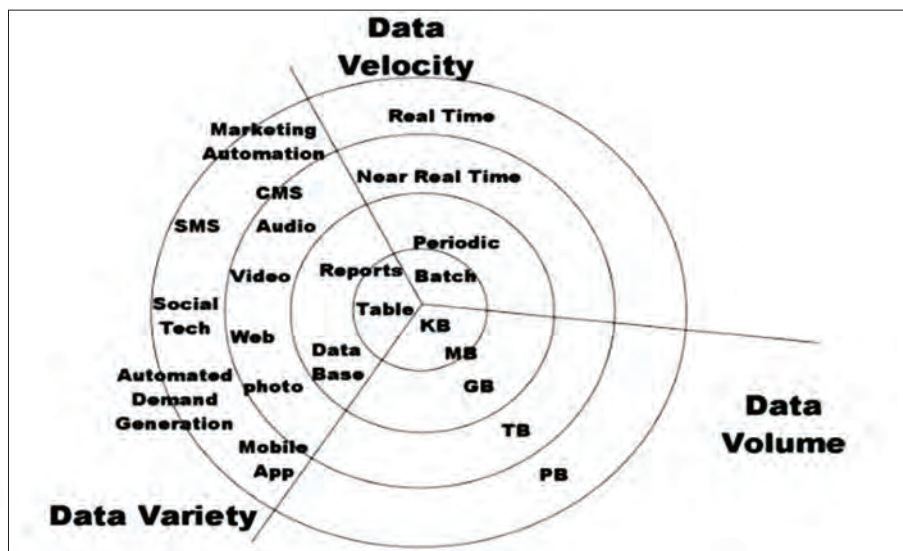 Data
Velocity
Real Time
Marketing
Automation
Near Real Time
CMS
SMS
Audio
Periodic
Reports
Batch
Video
Social
Tech
Table
KB
Web
Data
Base
MB
Automated
Demand
Generation
photo
GB
Data
Volume
TB
Mobile
App
PB
Data Variety